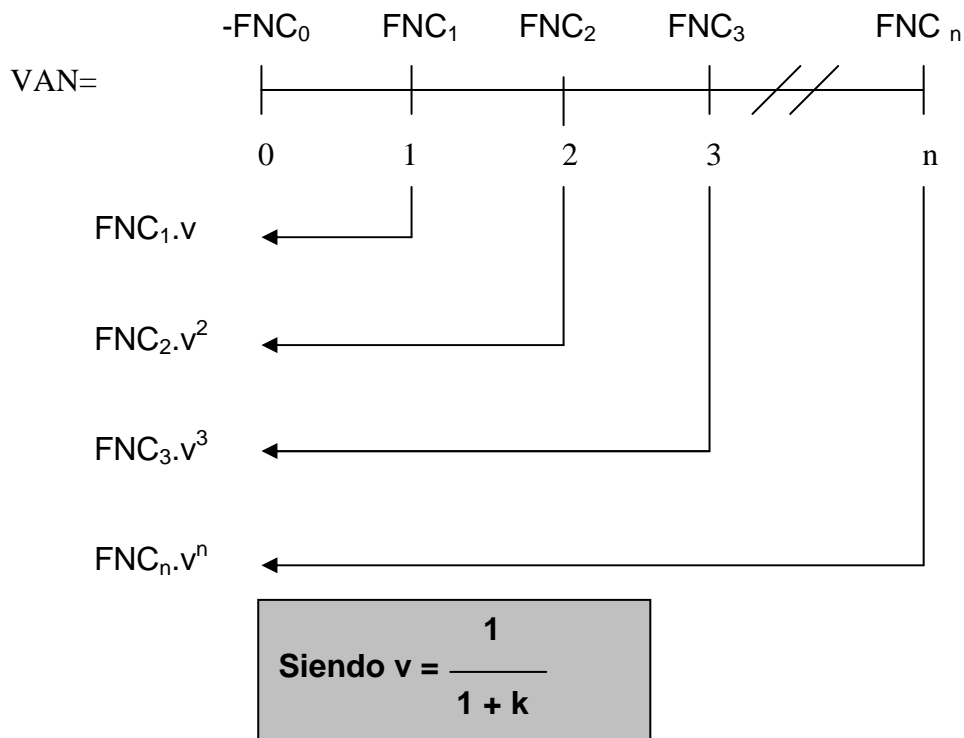 -FNC₀ FNC₁ FNC₂ FNC₃ FNC ₙ
VAN=
0 1 2 3 n
FNC₁.v
FNC₂.v²
FNC₃.v³
FNCₙ.vⁿ
1
Siendo v =
1 + k